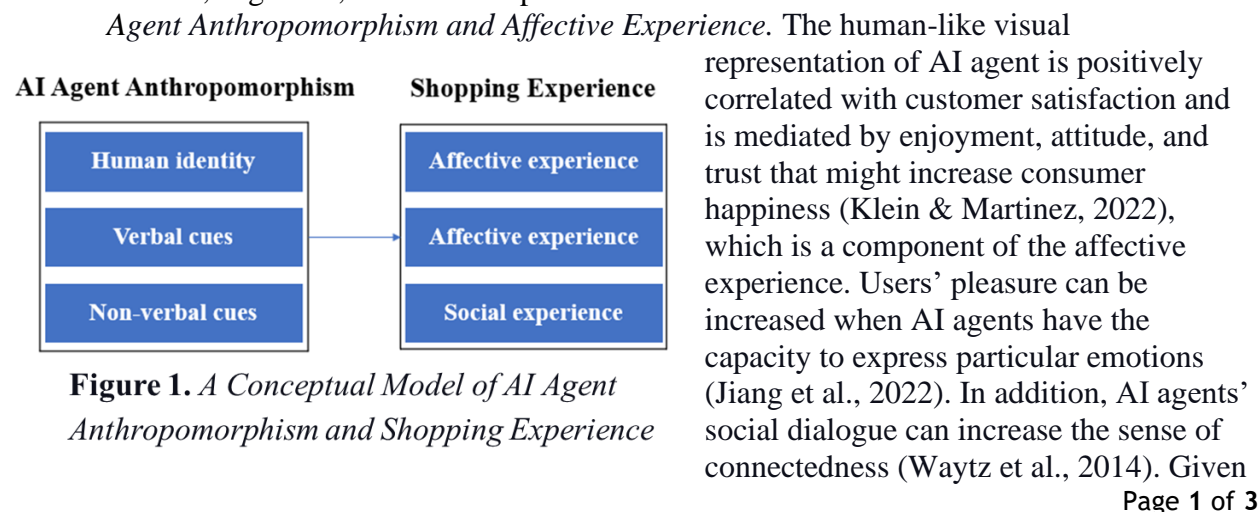 Agent Anthropomorphism and Affective Experience. The human-like visual
AI Agent Anthropomorphism
Human identity
Verbal cues
Non-verbal cues
Shopping Experience
Affective experience
Affective experience
Social experience
Figure 1. A Conceptual Model of AI Agent
Anthropomorphism and Shopping Experience
representation of AI agent is positively
correlated with customer satisfaction and
is mediated by enjoyment, attitude, and
trust that might increase consumer
happiness (Klein & Martinez, 2022),
which is a component of the affective
experience. Users’ pleasure can be
increased when AI agents have the
capacity to express particular emotions
(Jiang et al., 2022). In addition, AI agents’
social dialogue can increase the sense of
connectedness (Waytz et al., 2014). Given
Page 1 of 3